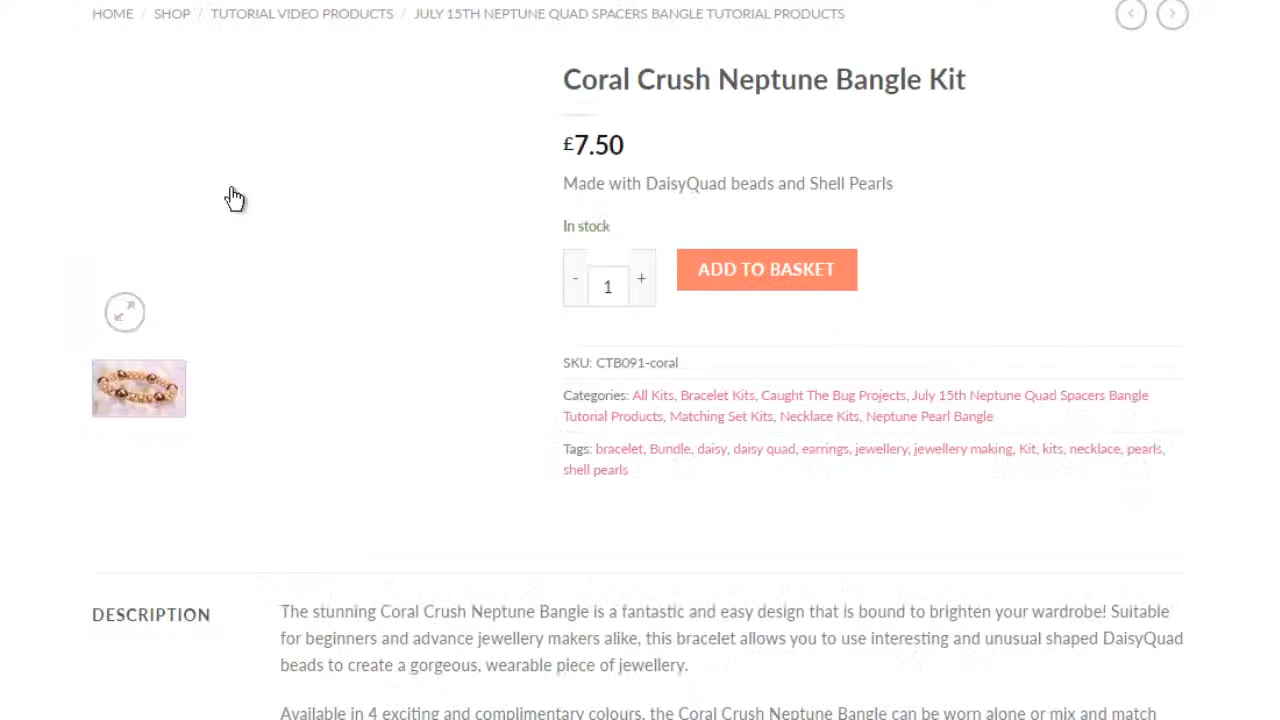 HOME / SHOP / TUTORIAL VIDEO PRODUCTS / JULY 15TH NEPTUNE QUAD SPACERS BANGLE TUTORIAL PRODUCTS
Coral Crush Neptune Bangle Kit
£7.50
Made with DaisyQuad beads and Shell Pearls
In stock
- 1 + ADD TO BASKET
SKU: CTB091-coral
Categories: All Kits, Bracelet Kits, Caught The Bug Projects, July 15th Neptune Quad Spacers Bangle
Tutorial Products, Matching Set Kits, Necklace Kits, Neptune Pearl Bangle
Tags: bracelet, Bundle, daisy, daisy quad, earrings, jewellery, jewellery making, Kit, kits, necklace, pearls,
shell pearls
DESCRIPTION
The stunning Coral Crush Neptune Bangle is a fantastic and easy design that is bound to brighten your wardrobe! Suitable
for beginners and advance jewellery makers alike, this bracelet allows you to use interesting and unusual shaped DaisyQuad
beads to create a gorgeous, wearable piece of jewellery.
Available in 4 exciting and complimentary colours, the Coral Crush Neptune Bangle can be worn alone or mix and match